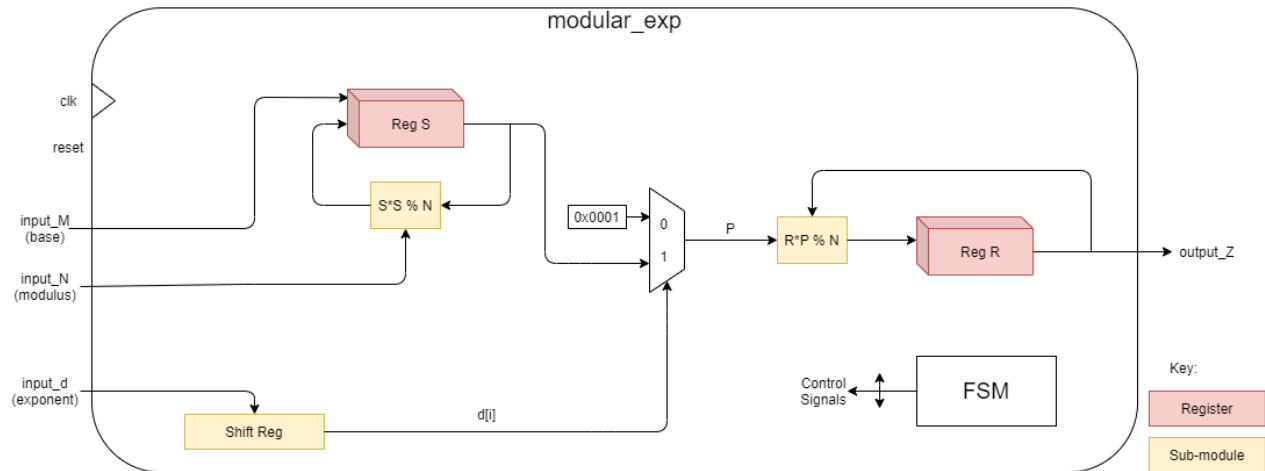 modular_exp
clk
reset
input_M
(base)
input_N
(modulus)
input_d
(exponent)
Reg S
S*S % N
0x0001
0
1
P
R*P % N
Reg R
output_Z
Shift Reg
d[i]
Control
Signals
FSM
Key:
Register
Sub-module